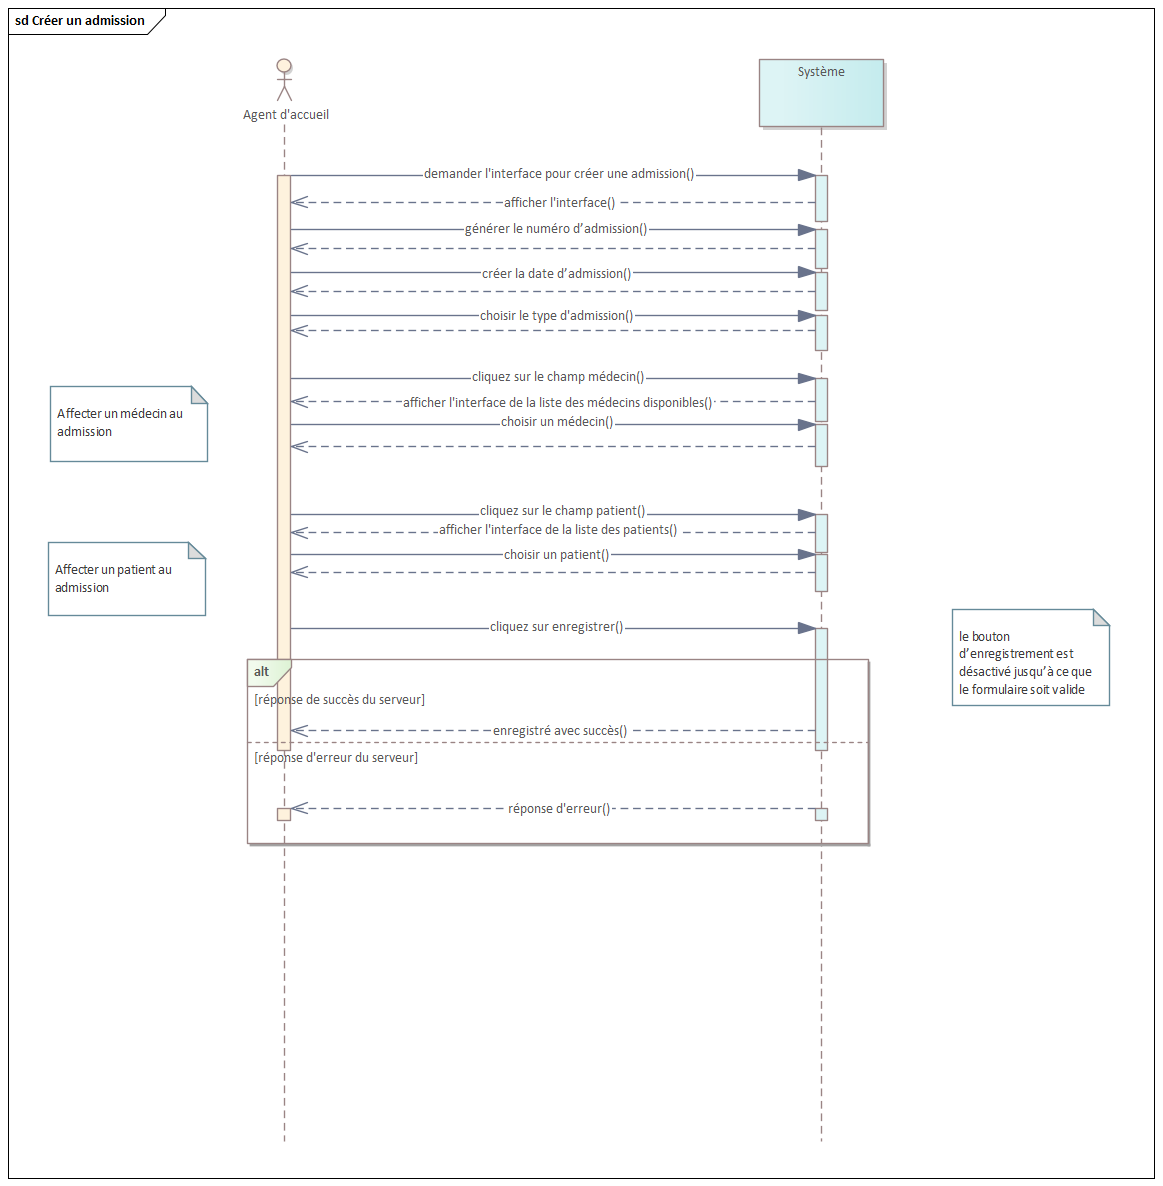 sd Créer un admission
Agent d'accueil
Système
demander l'interface pour créer une admission()
afficher l'interface()
générer le numéro d’admission()
créer la date d’admission()
choisir le type d'admission()
cliquez sur le champ médecin()
afficher l'interface de la liste des médecins disponibles()
choisir un médecin()
Affecter un médecin au
admission
cliquez sur le champ patient()
afficher l'interface de la liste des patients()
choisir un patient()
Affecter un patient au
admission
cliquez sur enregistrer()
le bouton
d’enregistrement est
désactivé jusqu’à ce que
le formulaire soit valide
alt
[réponse de succès du serveur]
enregistré avec succès()
[réponse d'erreur du serveur]
réponse d'erreur()